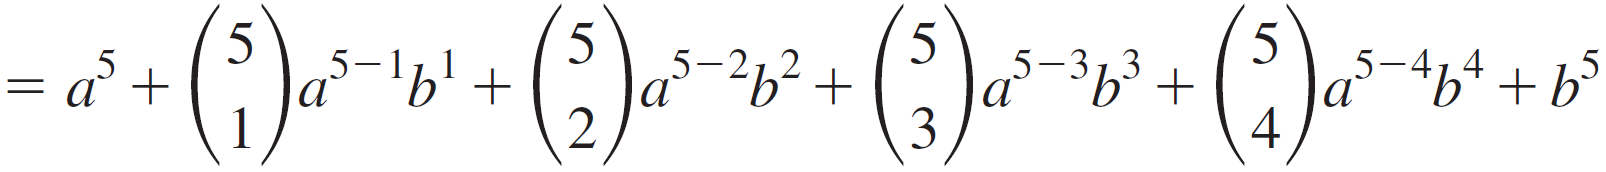 $= a^5 + \binom{5}{1} a^{5-1} b^1 + \binom{5}{2} a^{5-2} b^2 + \binom{5}{3} a^{5-3} b^3 + \binom{5}{4} a^{5-4} b^4 + b^5$